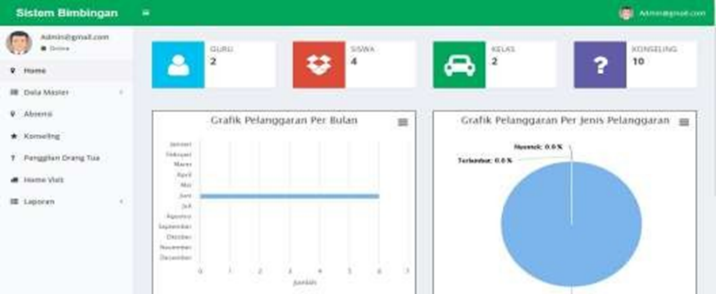 Sistem Bimbingan
Admin@gmail.com
Admin@gmail.com
Online
Home
Data Master
Absensi
Konseling
Panggilan Orang Tua
Home Visit
Laporan
GURU
2
SISWA
4
KELAS
2
KONSELING
10
Grafik Pelanggaran Per Bulan
Januari
Februari
Maret
April
Mei
Juni
Juli
Agustus
September
Oktober
November
Desember
0 1 2 3 4 5 6 7
Jumlah
Grafik Pelanggaran Per Jenis Pelanggaran
Terlambat: 0.0 %